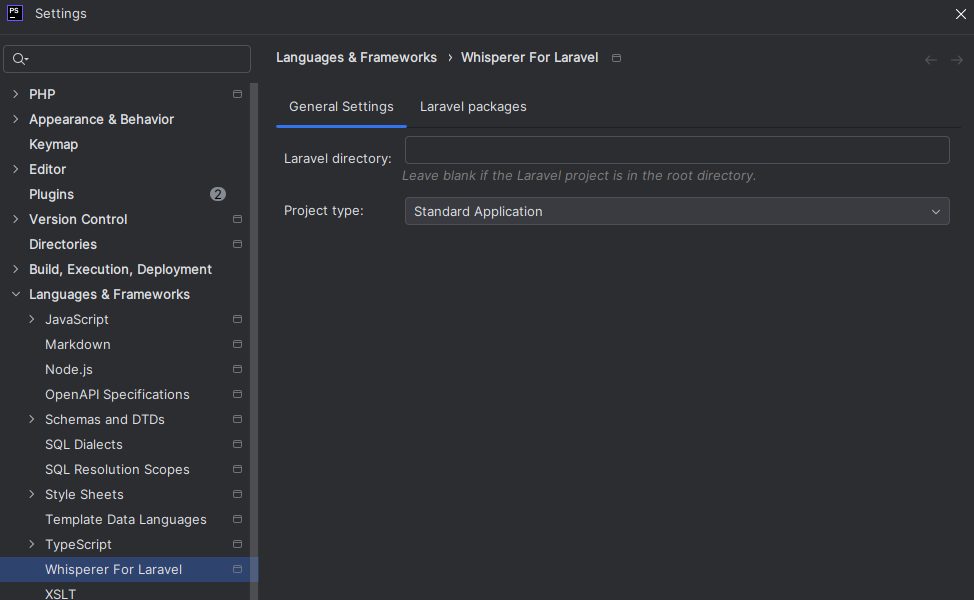 PS
Settings
Languages & Frameworks › Whisperer For Laravel
PHP
Appearance & Behavior
Keymap
Editor
Plugins 2
Version Control
Directories
Build, Execution, Deployment
Languages & Frameworks
JavaScript
Markdown
Node.js
OpenAPI Specifications
Schemas and DTDs
SQL Dialects
SQL Resolution Scopes
Style Sheets
Template Data Languages
TypeScript
Whisperer For Laravel
XSLT
General Settings Laravel packages
Laravel directory:
Leave blank if the Laravel project is in the root directory.
Project type: Standard Application